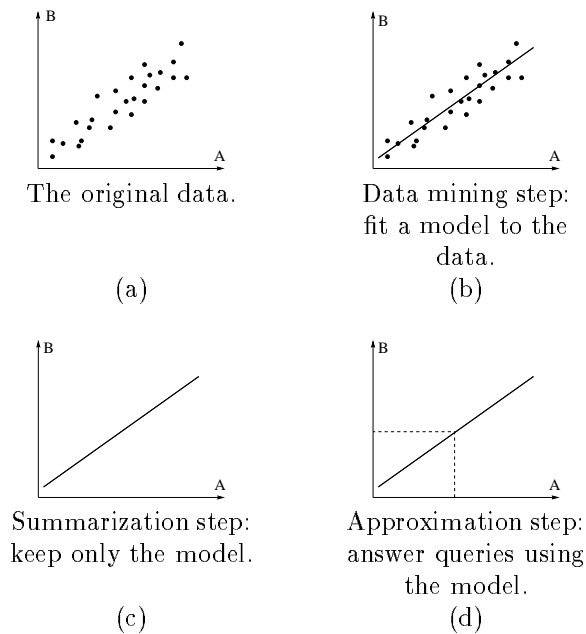 B
A
The original data.
(a)
B
A
Data mining step:
fit a model to the
data.
(b)
B
A
Summarization step:
keep only the model.
(c)
B
A
Approximation step:
answer queries using
the model.
(d)